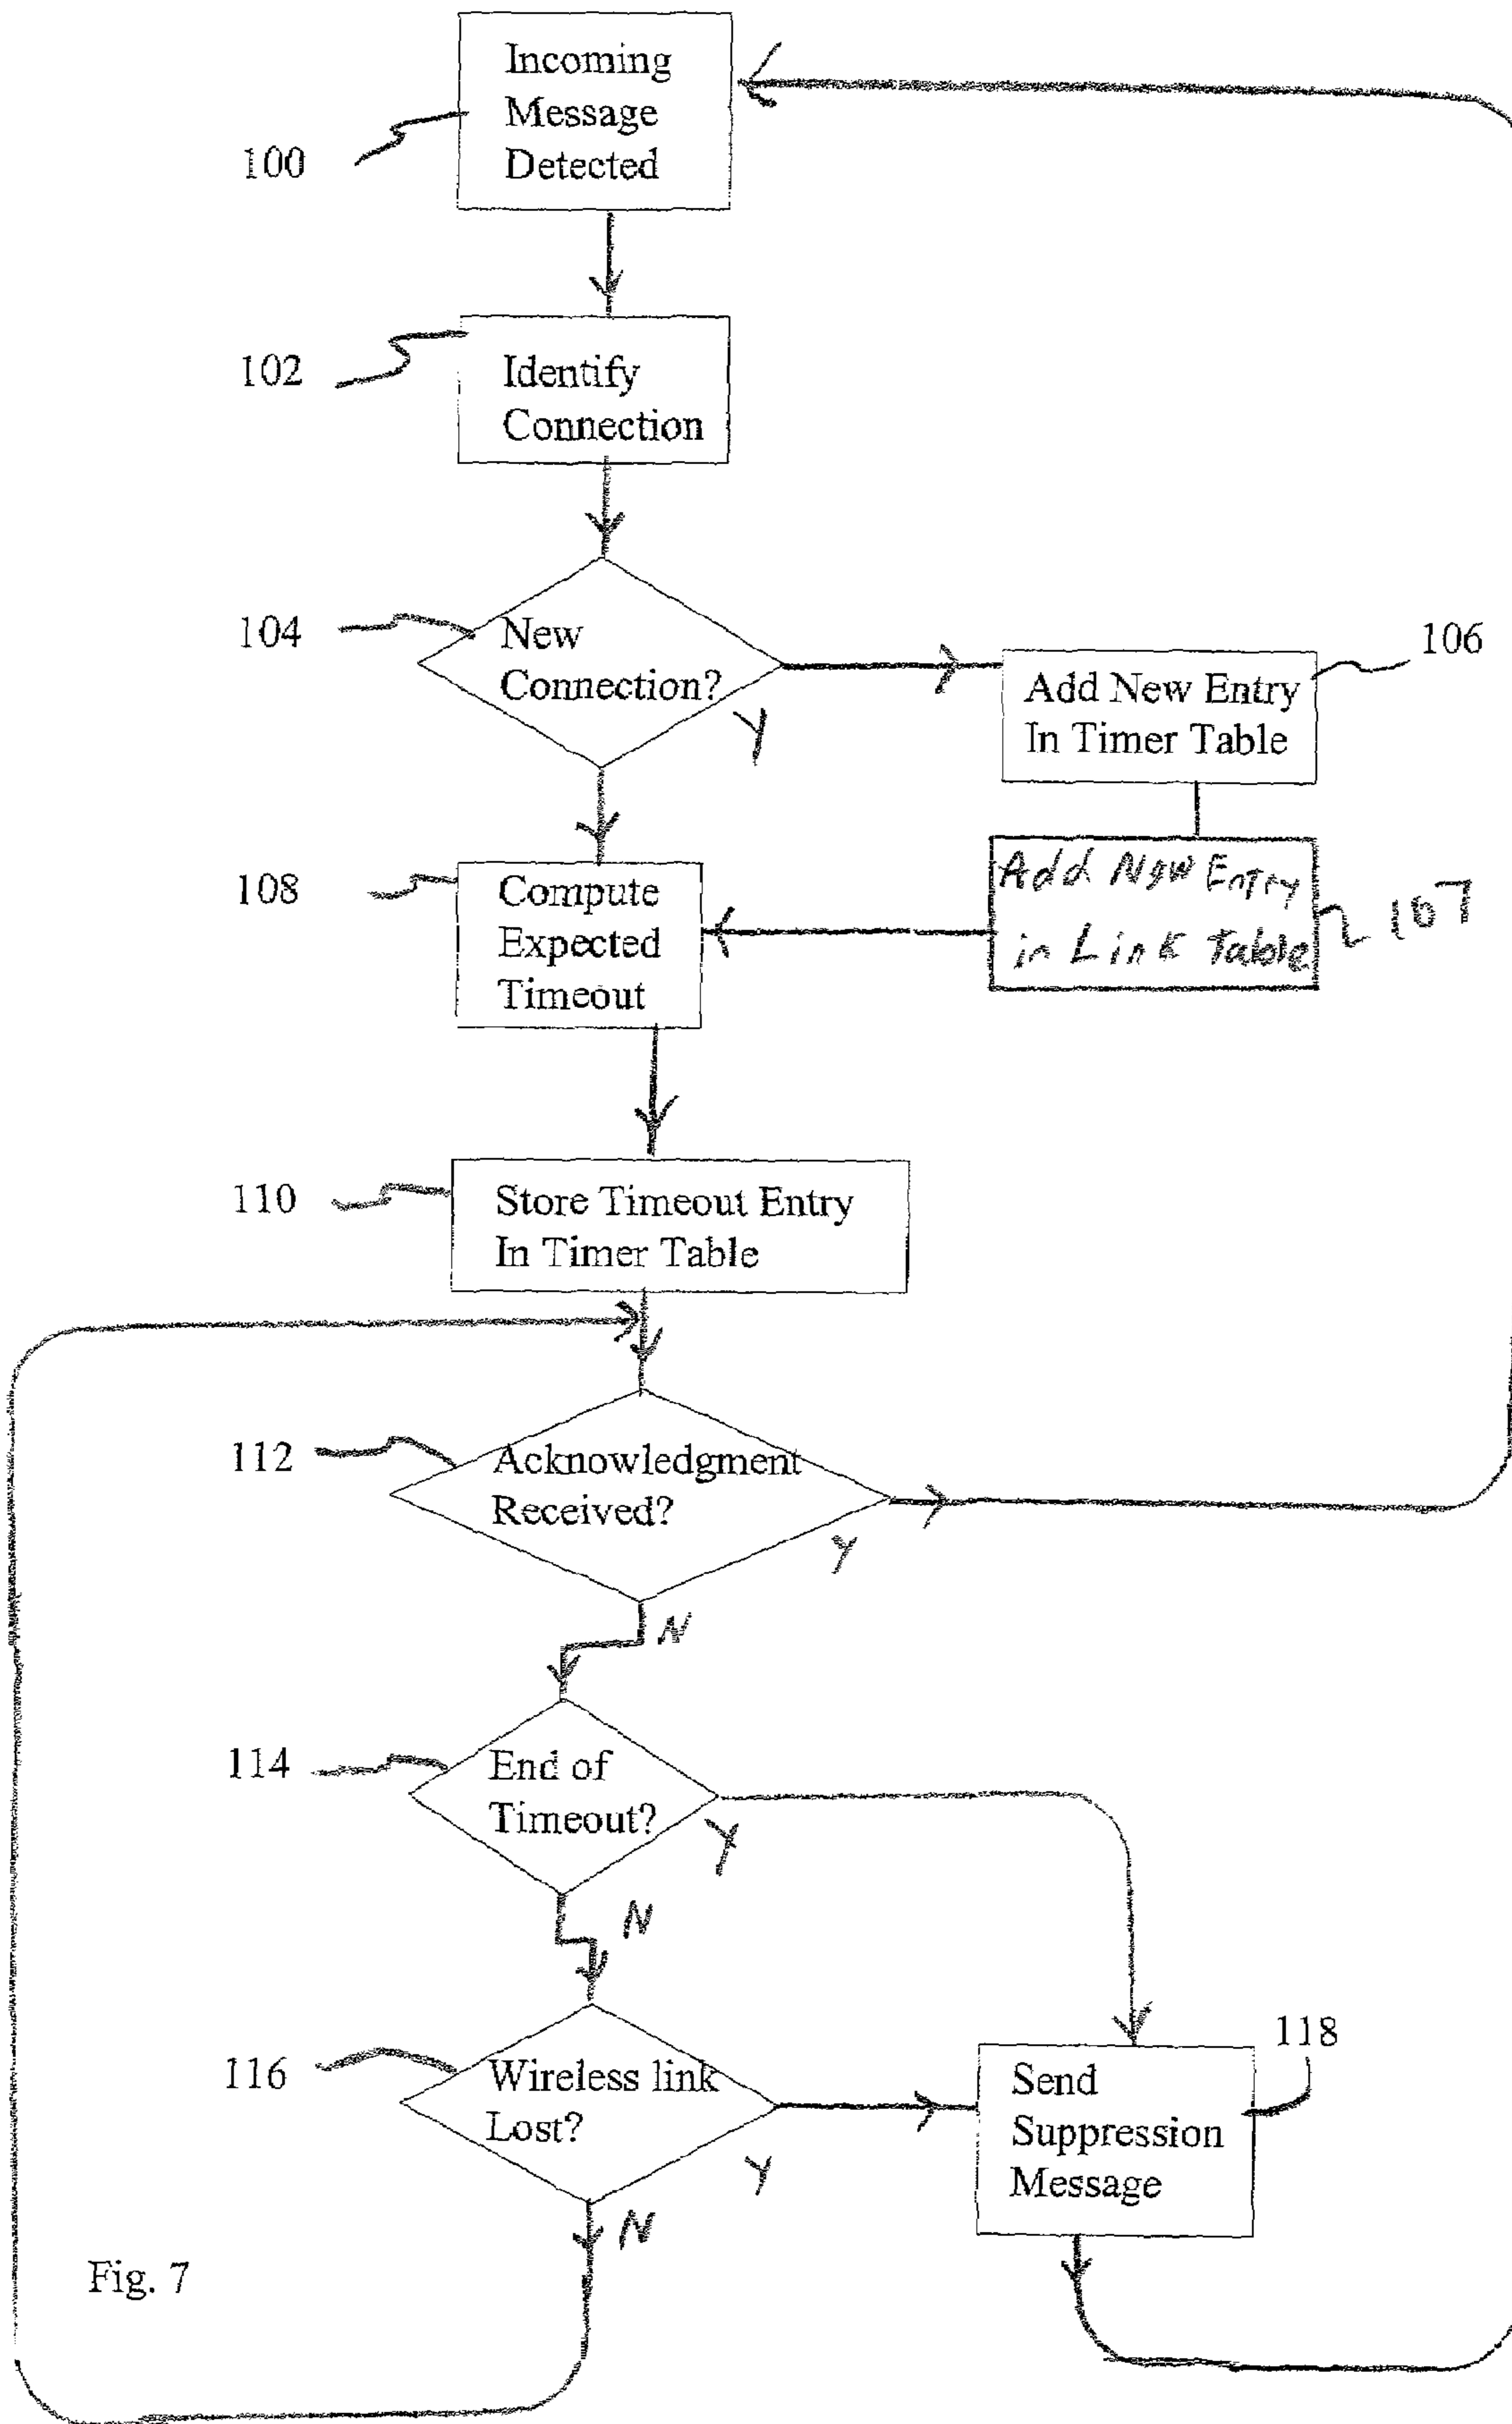 Incoming
Message
Detected
100
102
Identify
Connection
104
New
Connection?
Y
106
Add New Entry
In Timer Table
108
Compute
Expected
Timeout
Add New Entry
in Link Table
107
110
Store Timeout Entry
In Timer Table
112
Acknowledgment
Received?
Y
N
114
End of
Timeout?
Y
N
116
Wireless link
Lost?
Y
N
118
Send
Suppression
Message
Fig. 7